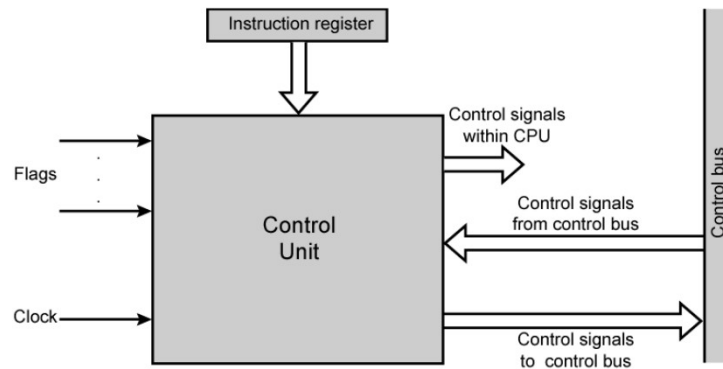 Instruction register
Control signals
within CPU
Flags
Control signals
from control bus
Control
Unit
Control bus
Clock
Control signals
to control bus